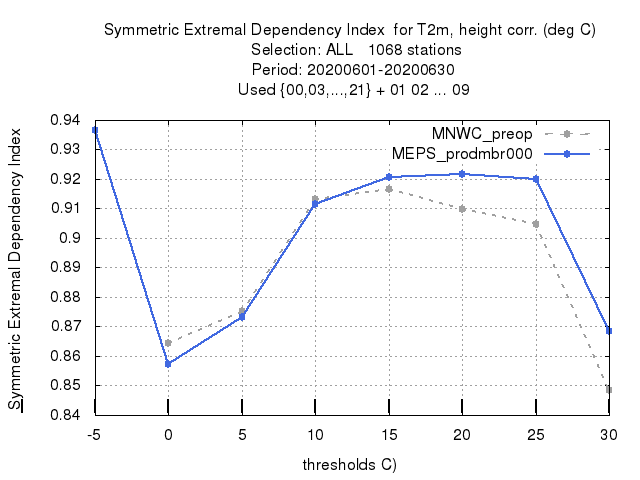 Symmetric Extremal Dependency Index  for T2m, height corr. (deg C)
Selection: ALL   1068 stations
Period: 20200601-20200630
Used {00,03,...,21} + 01 02 ... 09
MNWC_preop
MEPS_prodmbr000
Symmetric Extremal Dependency Index
0.94
0.93
0.92
0.91
0.9
0.89
0.88
0.87
0.86
0.85
0.84
-5 0 5 10 15 20 25 30
thresholds C)